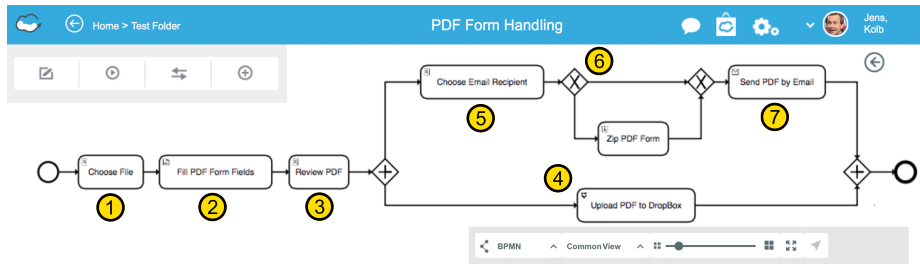 Home > Test Folder
PDF Form Handling
Jens,
Kolb
6
Choose Email Recipient
X
X
Send PDF by Email
5
7
Zip PDF Form
Choose File
Fill PDF Form Fields
Review PDF
4
1
2
3
Upload PDF to DropBox
BPMN
Common View